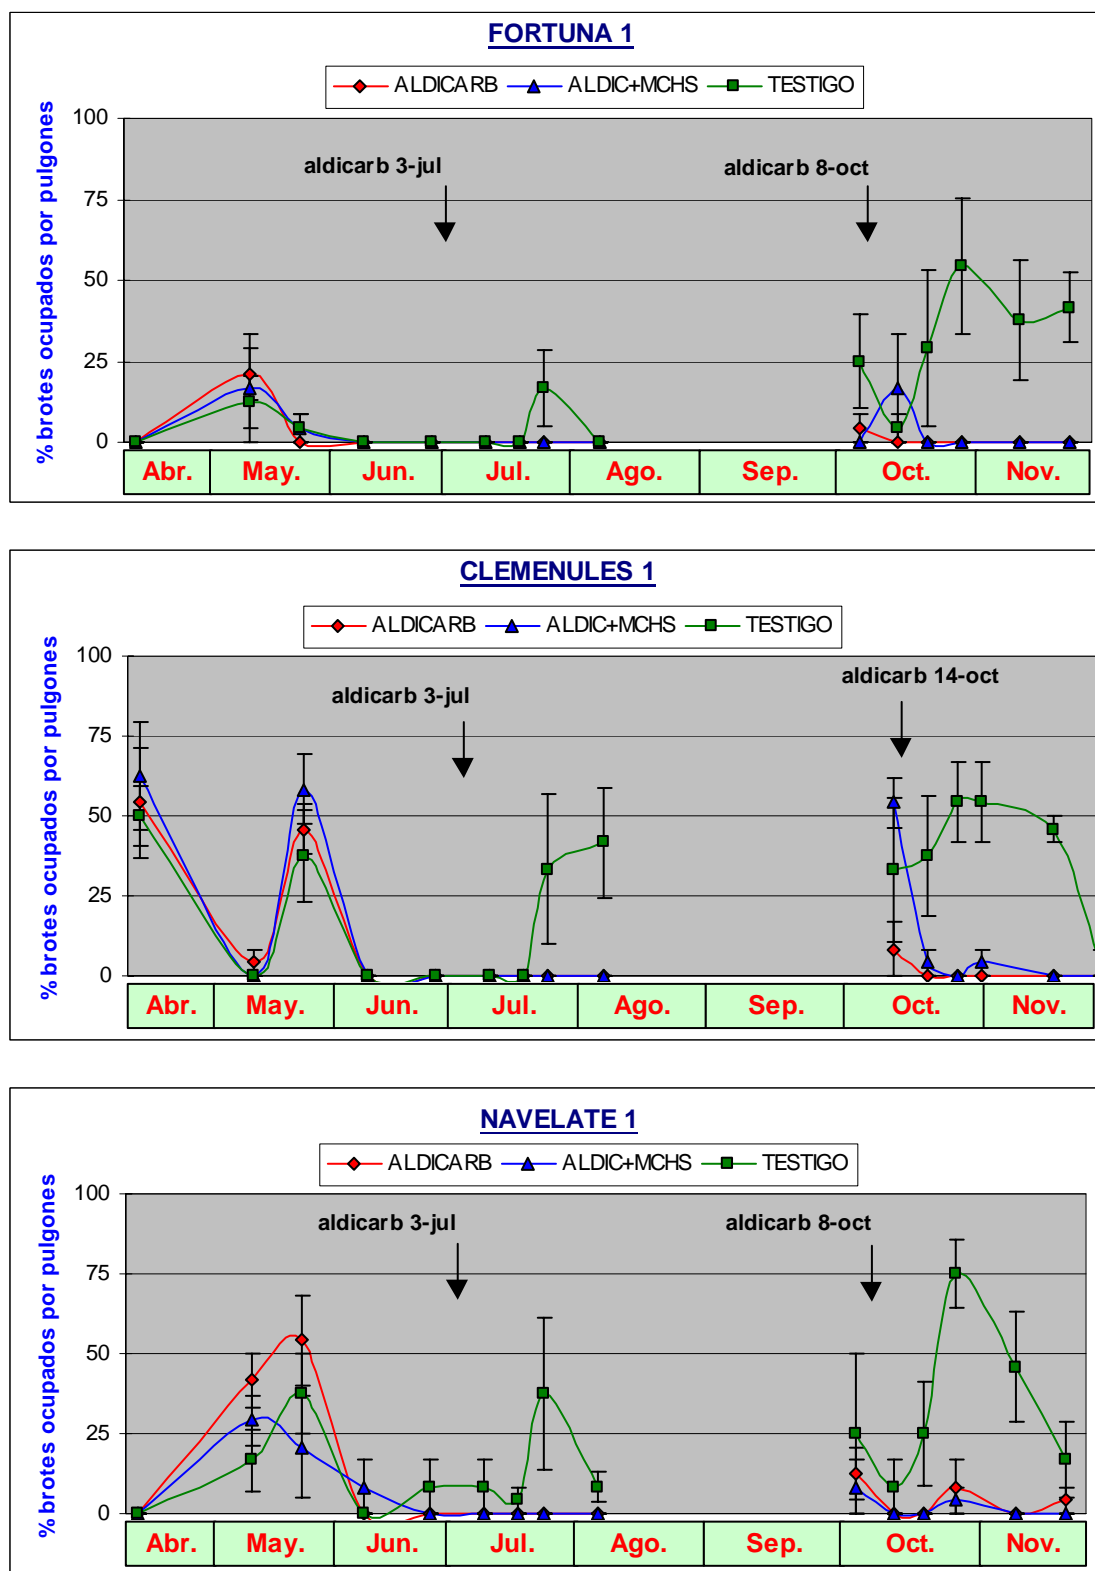 FORTUNA 1
ALDICARB ALDIC+MCHS TESTIGO
% brotes ocupados por pulgones
100
75
50
25
0
aldicarb 3-jul
aldicarb 8-oct
Abr. May. Jun. Jul. Ago. Sep. Oct. Nov.
CLEMENULES 1
ALDICARB ALDIC+MCHS TESTIGO
% brotes ocupados por pulgones
100
75
50
25
0
aldicarb 3-jul
aldicarb 14-oct
Abr. May. Jun. Jul. Ago. Sep. Oct. Nov.
NAVELATE 1
ALDICARB ALDIC+MCHS TESTIGO
% brotes ocupados por pulgones
100
75
50
25
0
aldicarb 3-jul
aldicarb 8-oct
Abr. May. Jun. Jul. Ago. Sep. Oct. Nov.